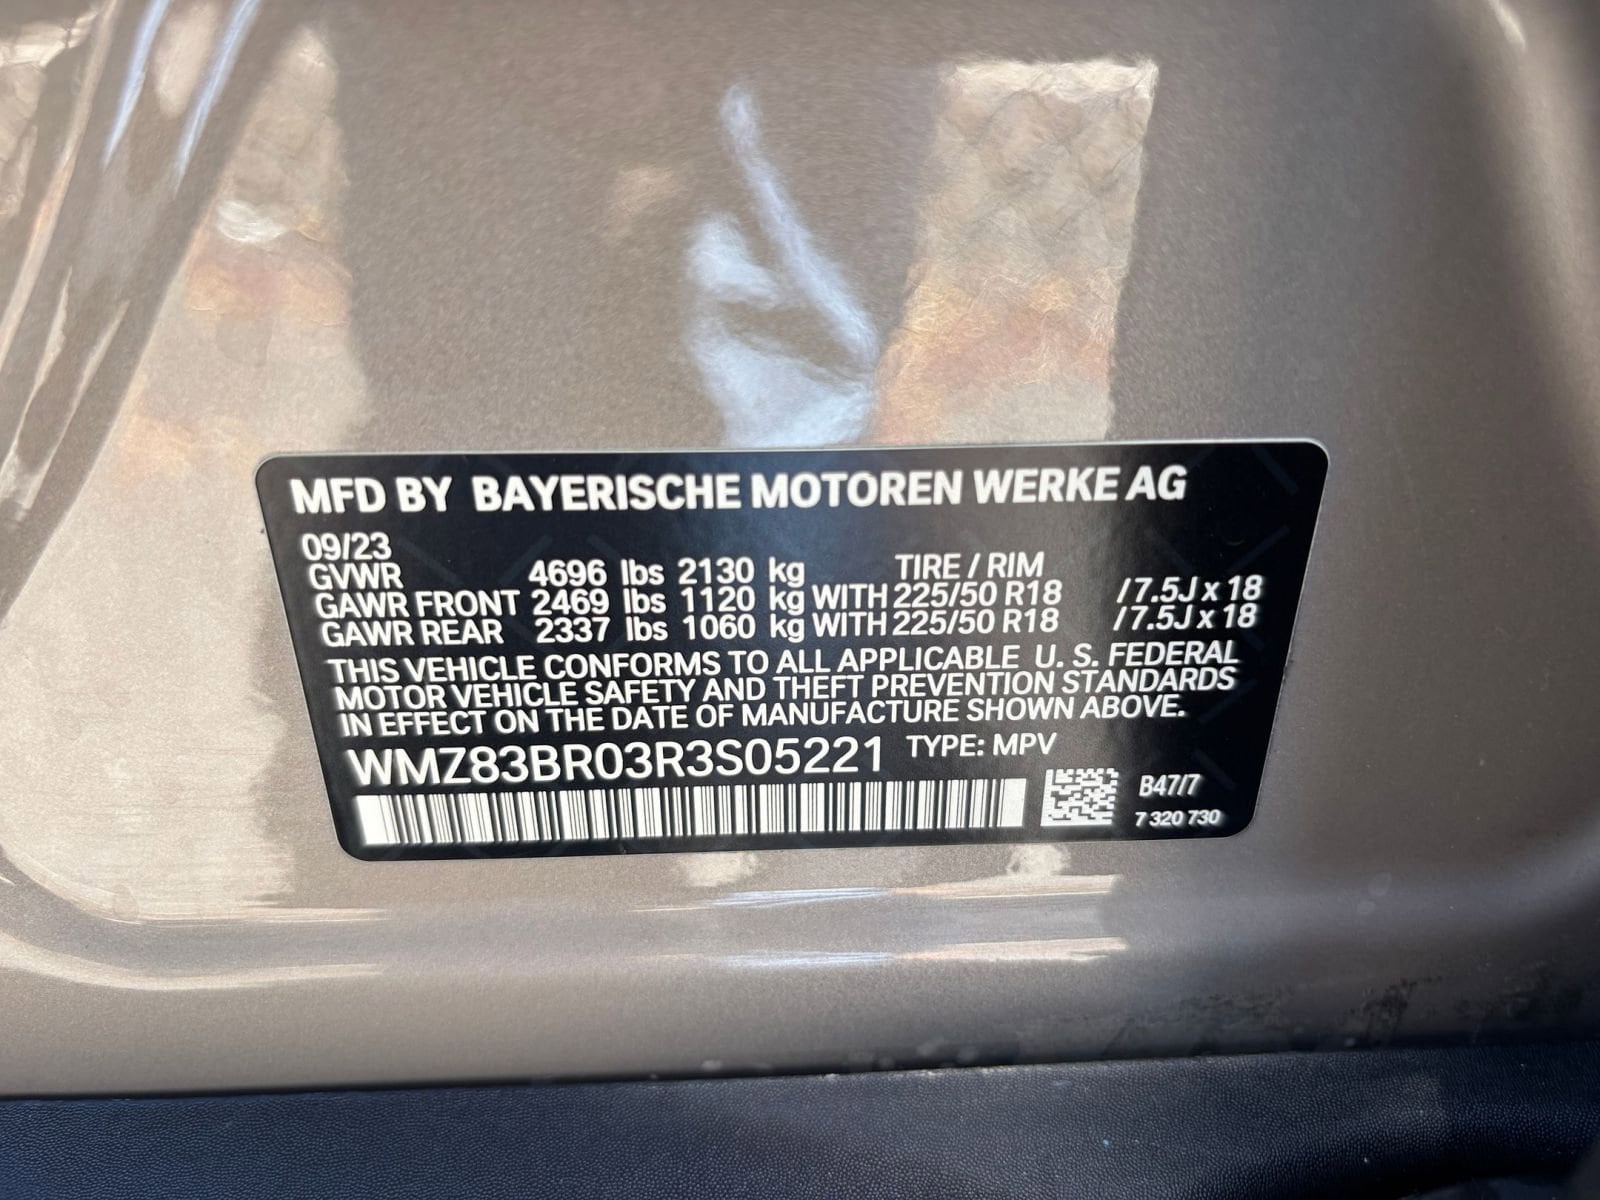 MFD BY BAYERISCHE MOTOREN WERKE AG
09/23
GVWR 4696 lbs 2130 kg TIRE / RIM
GAWR FRONT 2469 lbs 1120 kg WITH 225/50 R18 / 7.5J x 18
GAWR REAR 2337 lbs 1060 kg WITH 225/50 R18 / 7.5J x 18
THIS VEHICLE CONFORMS TO ALL APPLICABLE U. S. FEDERAL
MOTOR VEHICLE SAFETY AND THEFT PREVENTION STANDARDS
IN EFFECT ON THE DATE OF MANUFACTURE SHOWN ABOVE.
WMZ83BR03R3S05221 TYPE: MPV
B47/7
7 320 730